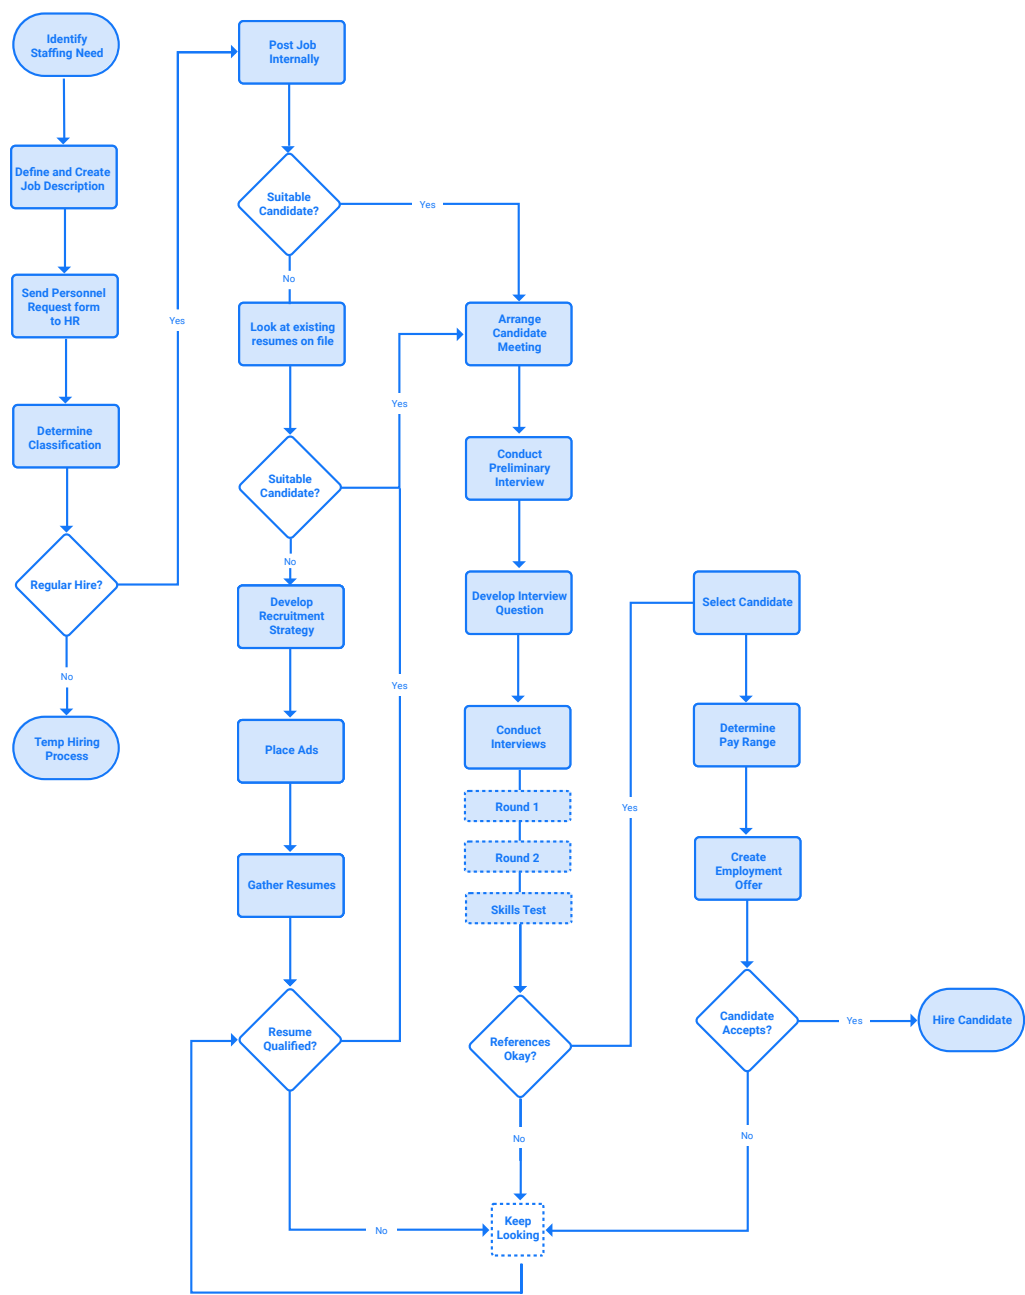 Identify
Staffing Need
Define and Create
Job Description
Send Personnel
Request form
to HR
Determine
Classification
Regular Hire?
No
Temp Hiring
Process
Yes
Post Job
Internally
Suitable
Candidate?
Yes
No
Look at existing
resumes on file
Suitable
Candidate?
Yes
No
Develop
Recruitment
Strategy
Place Ads
Gather Resumes
Resume
Qualified?
Yes
No
Arrange
Candidate
Meeting
Conduct
Preliminary
Interview
Develop Interview
Question
Conduct
Interviews
Round 1
Round 2
Skills Test
References
Okay?
Yes
No
Keep
Looking
Select Candidate
Determine
Pay Range
Create
Employment
Offer
Candidate
Accepts?
Yes
No
Hire Candidate